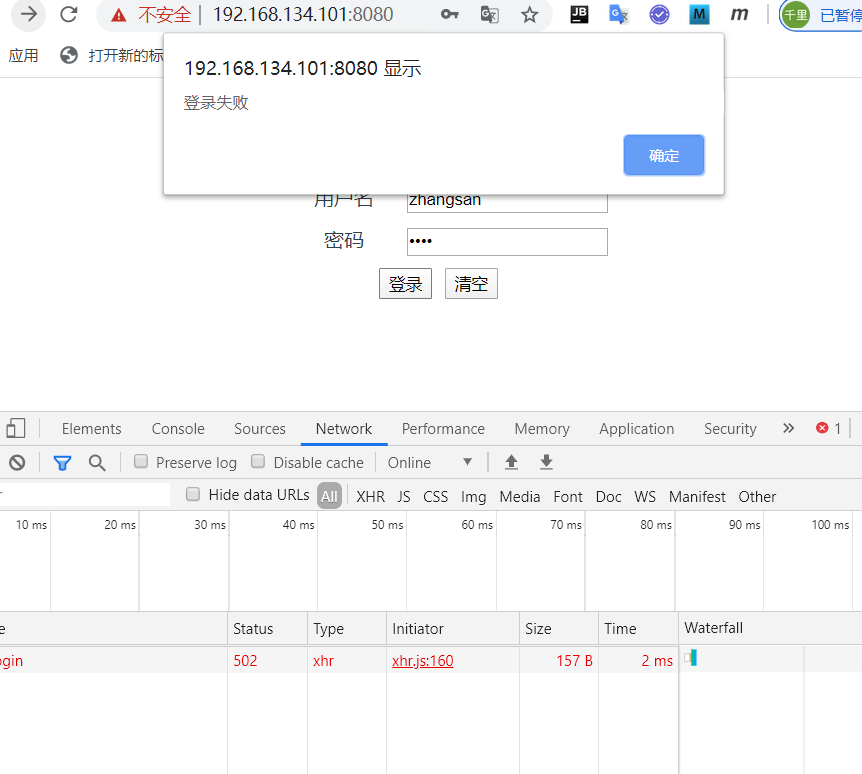 不安全 192.168.134.101:8080 JB G 文 M m 千里 已暂停
应用 打开新的标
192.168.134.101:8080 显示
登录失败
确定
用户名 zhangsan
密码 ••••
登录 清空
Elements Console Sources Network Performance Memory Application Security » 1
Preserve log Disable cache Online
Hide data URLs All XHR JS CSS Img Media Font Doc WS Manifest Other
10 ms 20 ms 30 ms 40 ms 50 ms 60 ms 70 ms 80 ms 90 ms 100 ms
e Status Type Initiator Size Time Waterfall
ogin 502 xhr xhr.js:160 157 B 2 ms